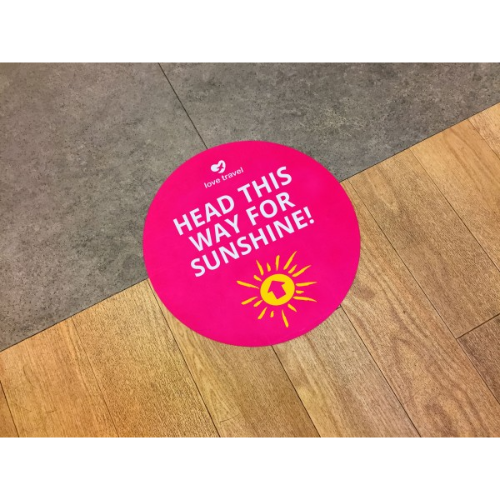 love travel
HEAD THIS
WAY FOR
SUNSHINE!